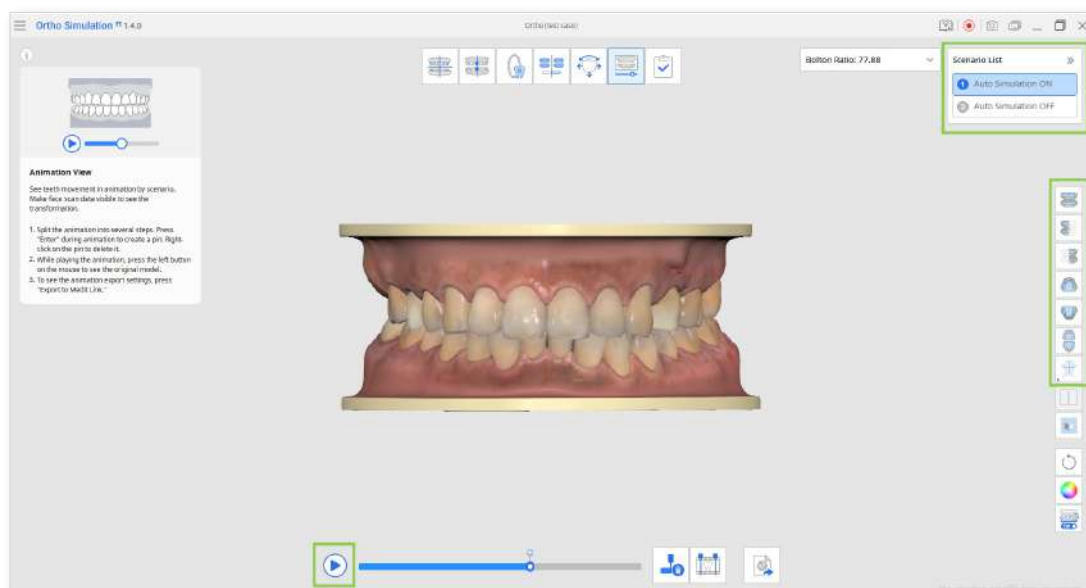 Ortho Simulation 1.4.0
Bolton Ratio: 77.88
Scenario List
1 Auto Simulation ON
2 Auto Simulation OFF
Animation View
See teeth movement in animation by scenario.
Make face scan data visible to see the
transformation.
1. Split the animation into several steps. Press
"Enter" during animation to create a pin. Right-
click on the pin to delete it.
2. While playing the animation, press the left button
on the mouse to see the original model.
3. To see the animation export settings, press
"Export to Medit Link."